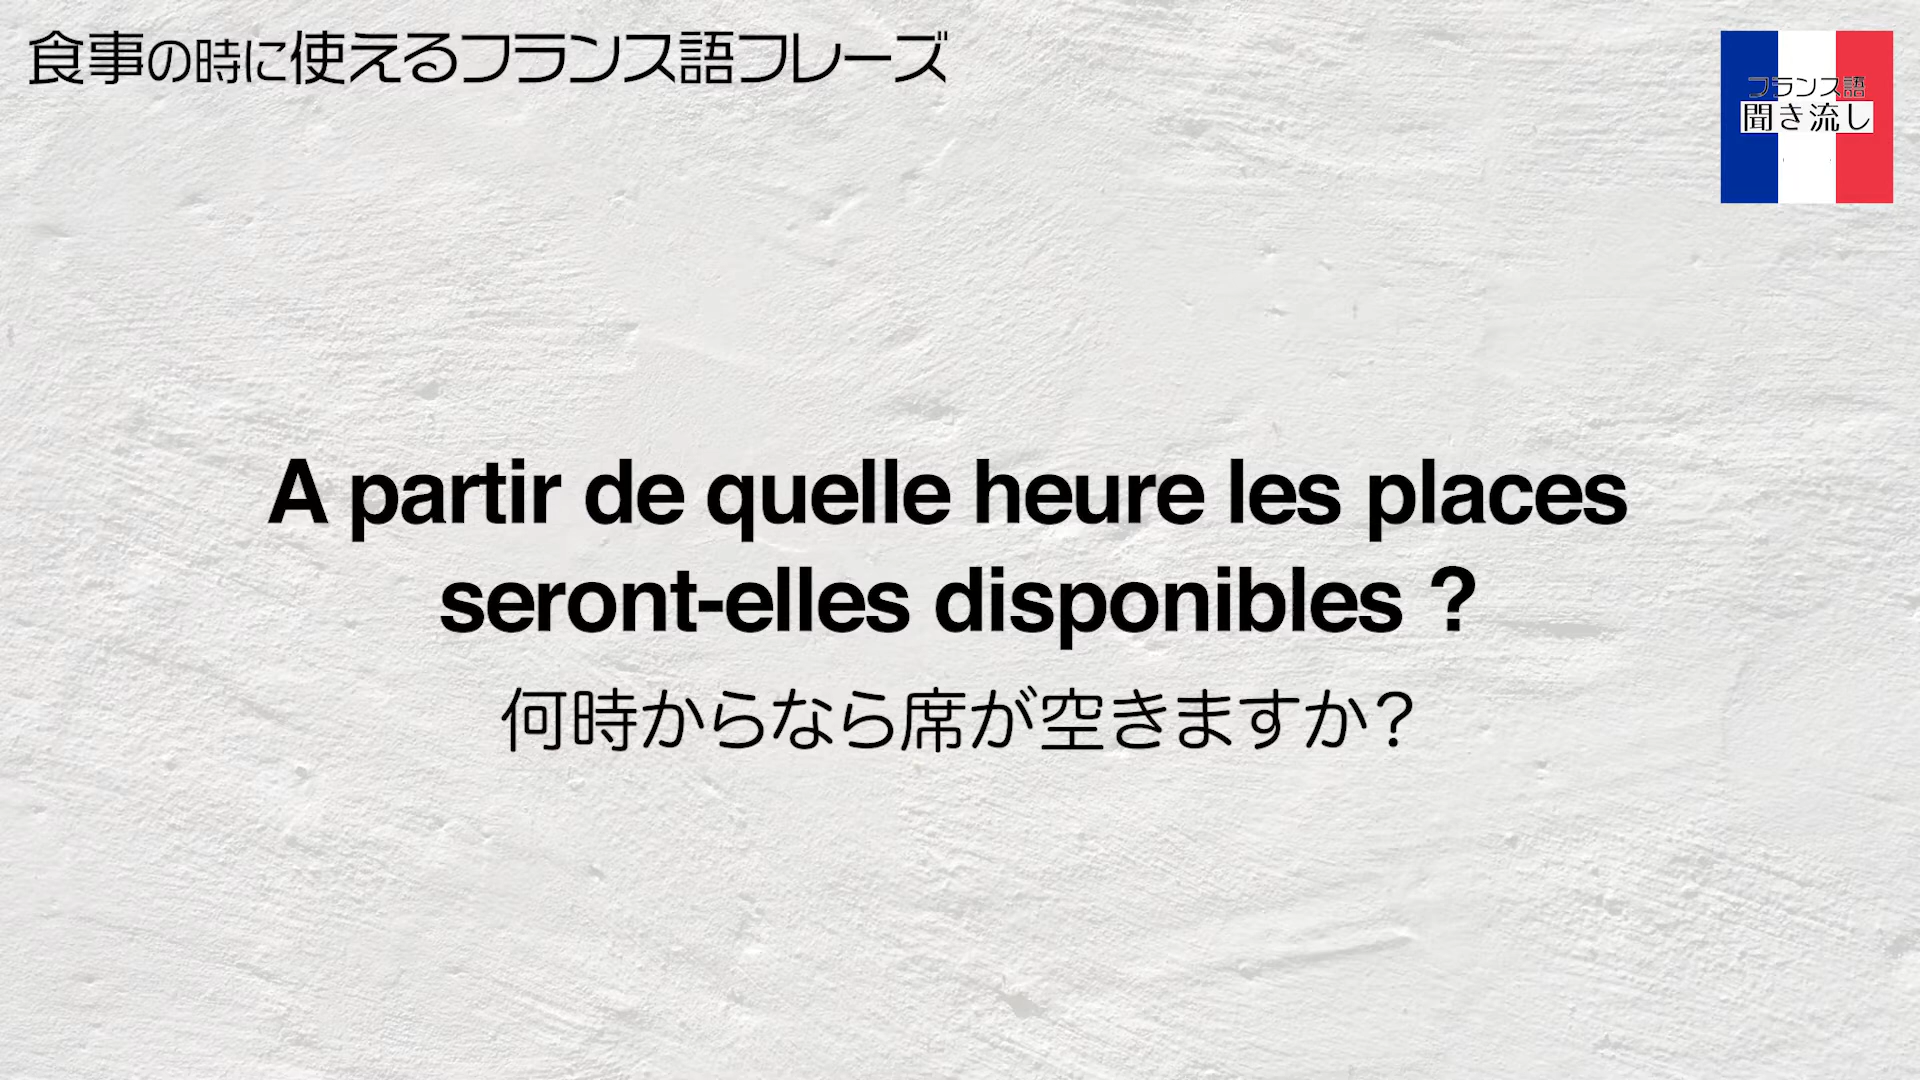 食事の時に使えるフランス語フレーズ
フランス語
聞き流し
A partir de quelle heure les places
seront-elles disponibles ?
何時からなら席が空きますか？